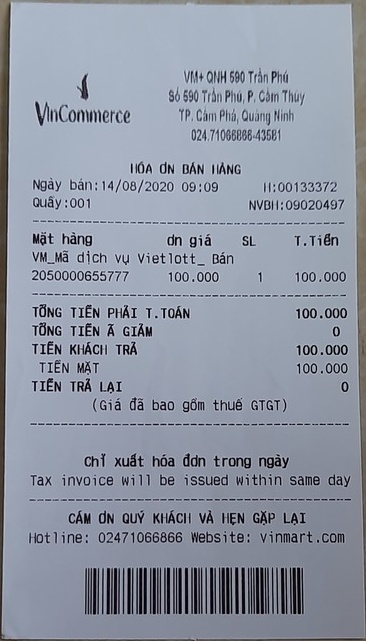 VinCommerce
VM+ QNH 590 Trần Phú
Số 590 Trần Phú, P. Cẩm Thủy
TP. Cẩm Phả, Quảng Ninh
024.71066866-43581
HÓA ƠN BÁN HÀNG
Ngày bán:14/08/2020 09:09 H:00133372
Quầy:001 NVBH:09020497
Mặt hàng ơn giá SL T.Tiền
VM_Mã dịch vụ Vietlott_ Bán
2050000655777 100.000 1 100.000
TỔNG TIỀN PHẢI T.TOÁN 100.000
TỔNG TIỀN Ã GIẢM 0
TIỀN KHÁCH TRẢ 100.000
TIỀN MẶT 100.000
TIỀN TRẢ LẠI 0
(Giá đã bao gồm thuế GTGT)
Chỉ xuất hóa đơn trong ngày
Tax invoice will be issued within same day
CẢM ƠN QUÝ KHÁCH VÀ HẸN GẶP LẠI
Hotline: 02471066866 Website: vinmart.com